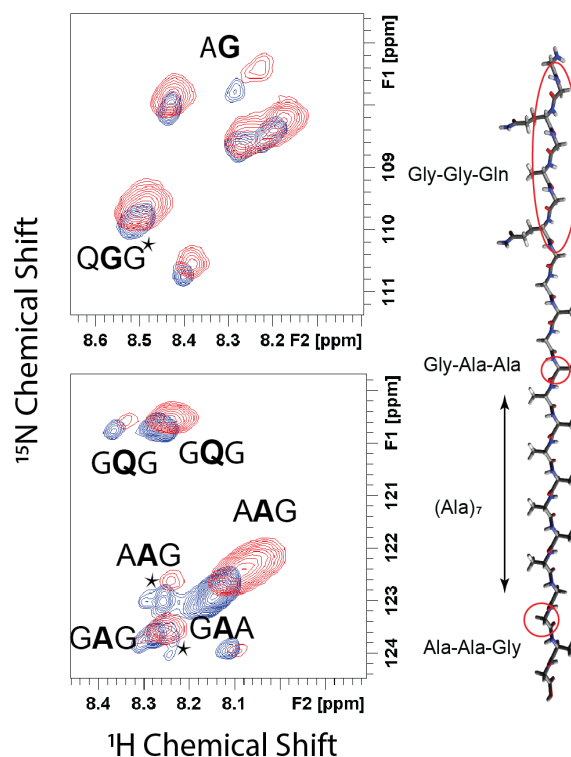 AG
F1 [ppm]
109
110
111
QGG
8.6 8.5 8.4 8.3 8.2 F2 [ppm]
15N Chemical Shift
F1 [ppm]
121
122
123
124
GQG
GQG
AAG
AAG
GAG
GAA
8.4 8.3 8.2 8.1 F2 [ppm]
1H Chemical Shift
Gly-Gly-Gln
Gly-Ala-Ala
(Ala)7
Ala-Ala-Gly